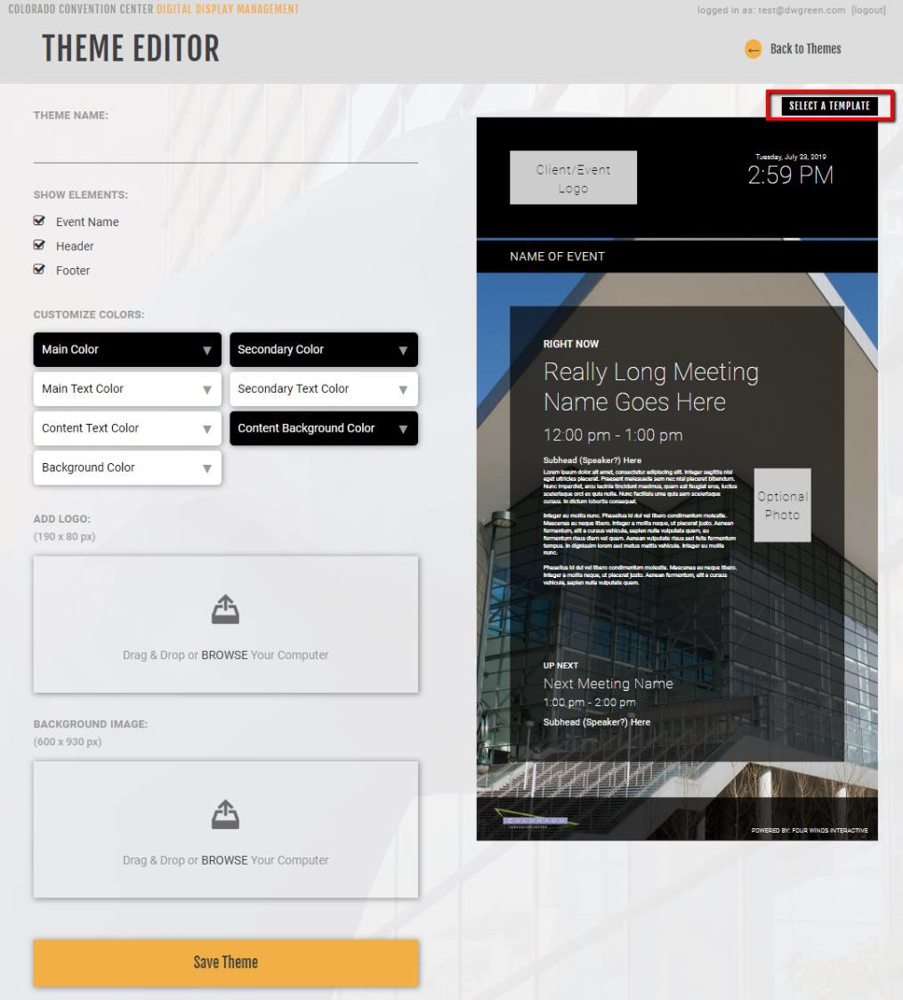 COLORADO CONVENTION CENTER DIGITAL DISPLAY MANAGEMENT
logged in as: test@dwgreen.com [logout]
THEME EDITOR
← Back to Themes
SELECT A TEMPLATE
THEME NAME:
SHOW ELEMENTS:
Event Name
Header
Footer
CUSTOMIZE COLORS:
Main Color
Secondary Color
Main Text Color
Secondary Text Color
Content Text Color
Content Background Color
Background Color
ADD LOGO:
(190 x 80 px)
Drag & Drop or BROWSE Your Computer
BACKGROUND IMAGE:
(600 x 930 px)
Drag & Drop or BROWSE Your Computer
Save Theme
Client/Event
Logo
Tuesday, July 23, 2019
2:59 PM
NAME OF EVENT
RIGHT NOW
Really Long Meeting
Name Goes Here
12:00 pm - 1:00 pm
Subhead (Speaker?) Here
Lorem ipsum dolor sit amet, consectetur adipiscing elit. Integer sagittis nisl
eget ultricies placerat. Praesent malesuada sem nec nisi placerat bibendum.
Nunc imperdiet, arcu lacinia tincidunt maximus, quam est feugiat eros, luctus
scelerisque orci ex quis nulla. Nunc facilisis urna quis sem scelerisque
cursus. In dictum lobortis consequat.
Integer eu mollis nunc. Phasellus id dui vel libero condimentum molestie.
Maecenas eu neque libero. Integer a mollis neque, ut placerat justo. Aenean
fermentum, elit a cursus vehicula, sapien nulla vulputate quam, eu
fermentum risus diam vel quam. Aenean vulputate risus sed felis fermentum
tempus. In dignissim lorem sed metus mattis vehicula. Integer eu mollis
nunc.
Phasellus id dui vel libero condimentum molestie. Maecenas eu neque libero.
Integer a mollis neque, ut placerat justo. Aenean fermentum, elit a cursus
vehicula, sapien nulla vulputate quam.
Optional
Photo
UP NEXT
Next Meeting Name
1:00 pm - 2:00 pm
Subhead (Speaker?) Here
COLORADO
CONVENTION CENTER
POWERED BY: FOUR WINDS INTERACTIVE